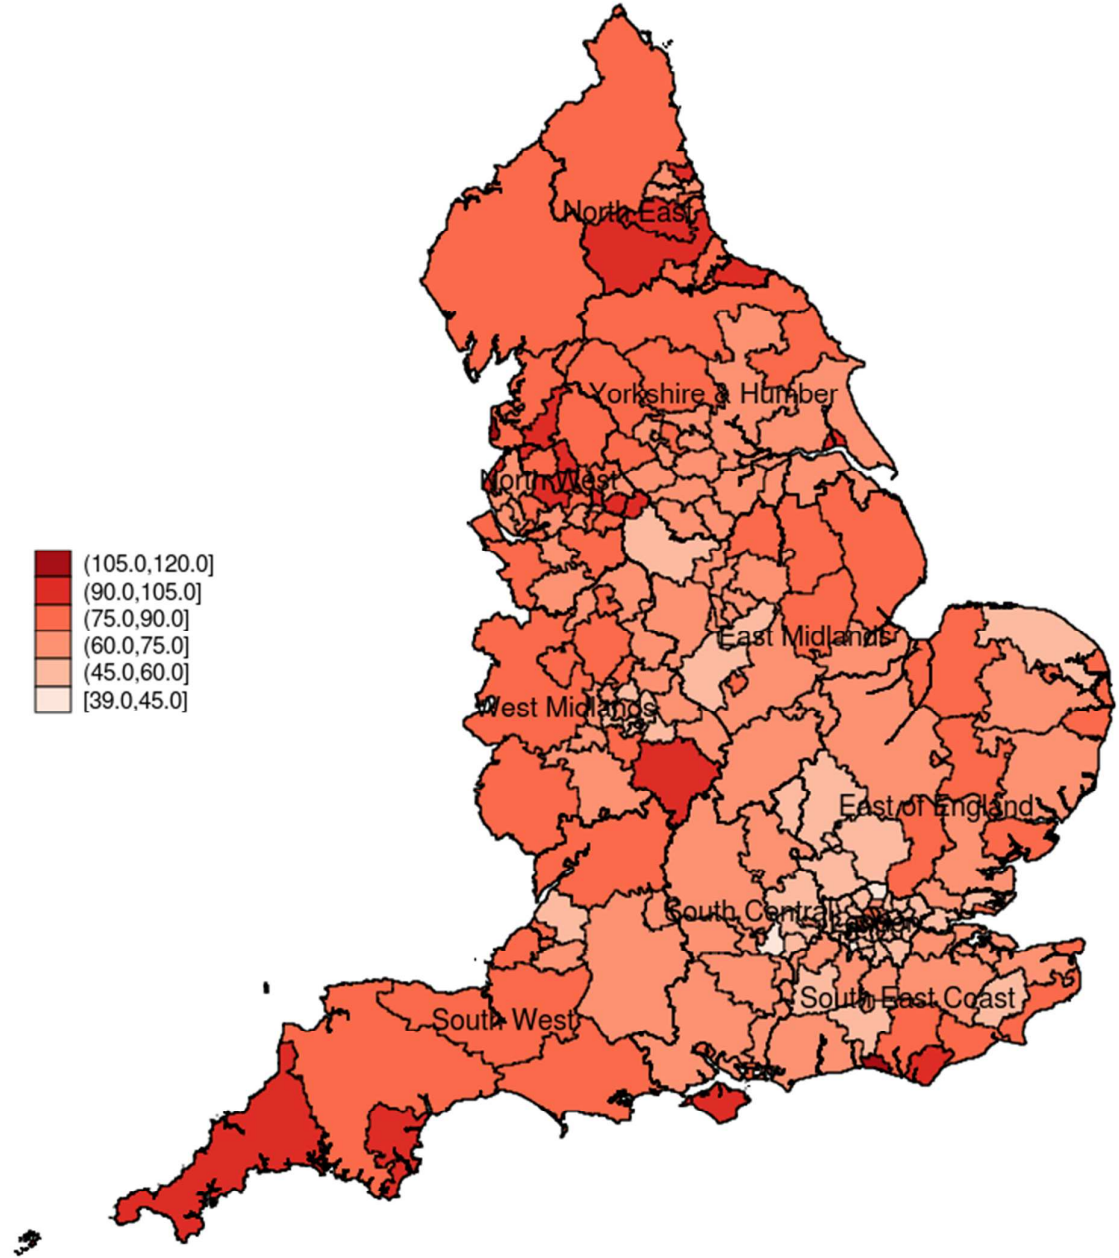 North East
Yorkshire & Humber
North West
(105.0,120.0]
(90.0,105.0]
(75.0,90.0]
(60.0,75.0]
(45.0,60.0]
[39.0,45.0]
East Midlands
West Midlands
East of England
South Central
London
South East Coast
South West